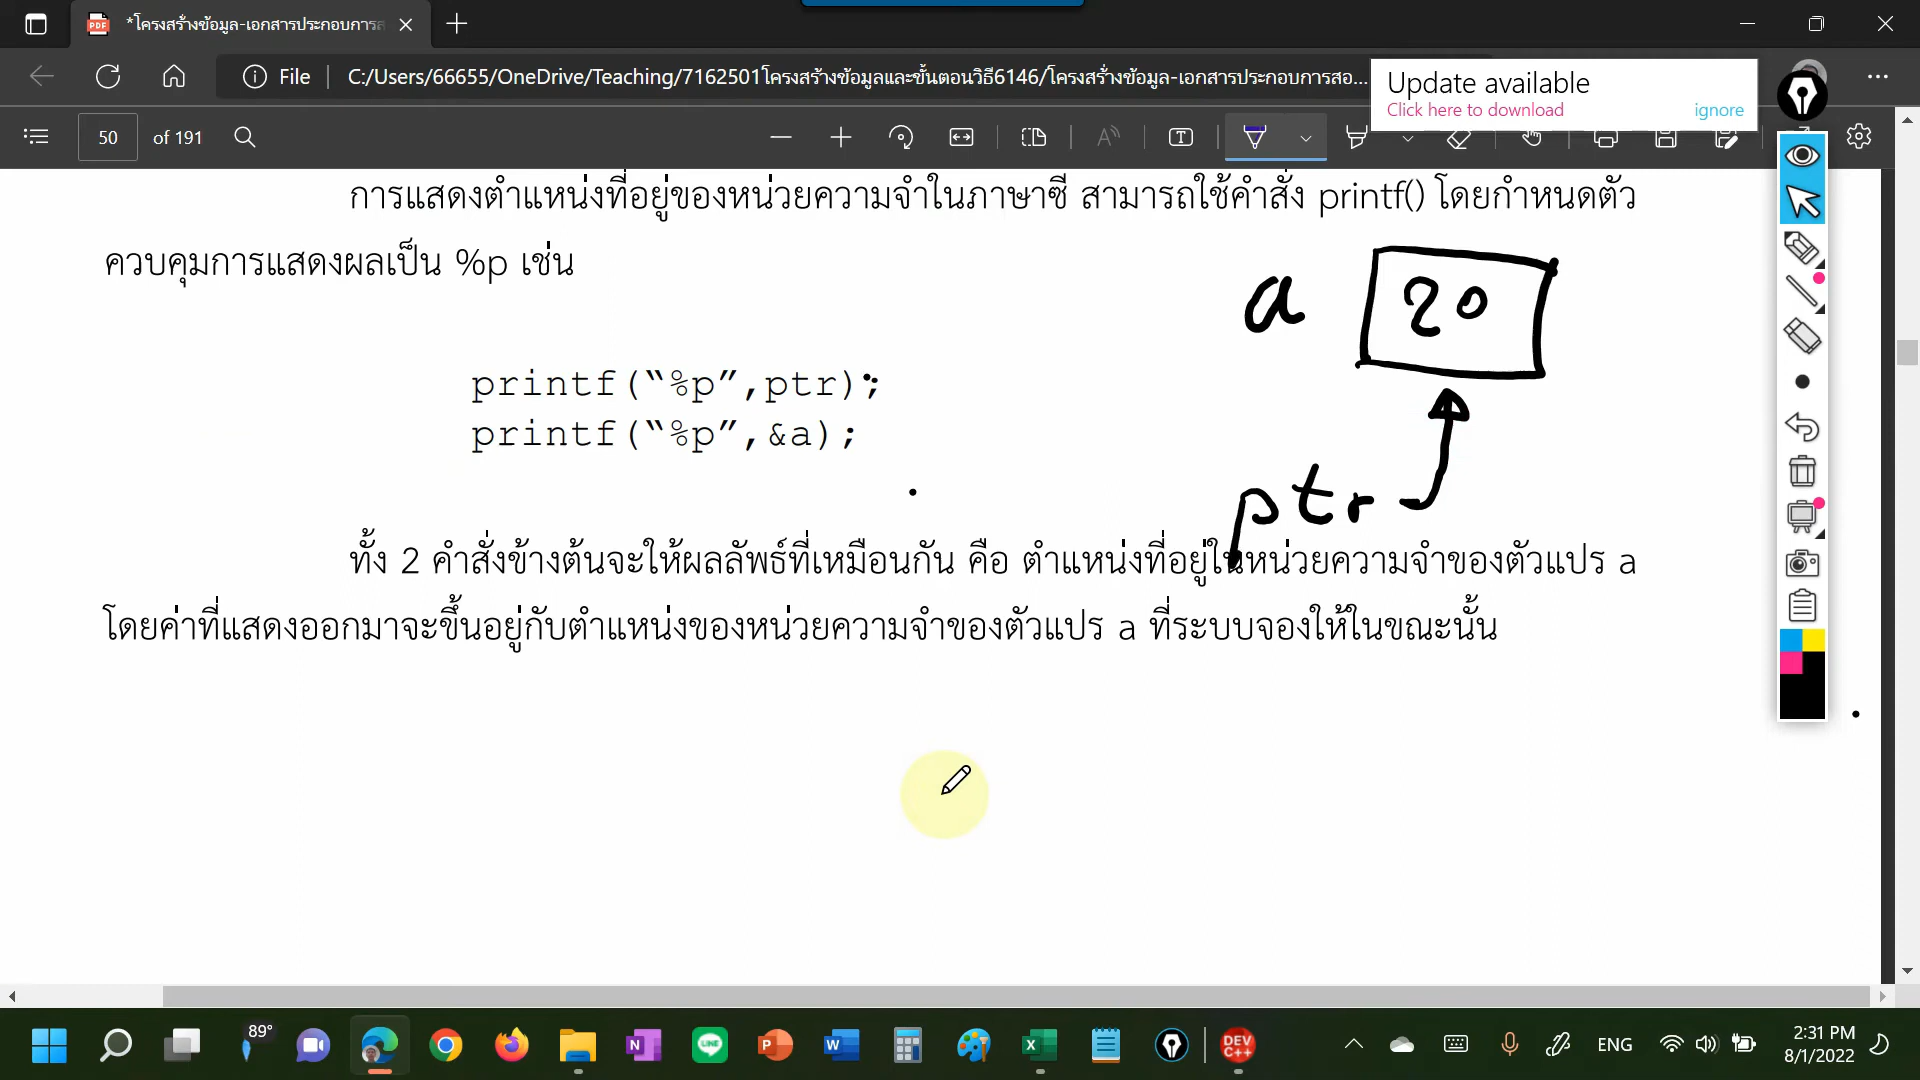 *โครงสร้างข้อมูล-เอกสารประกอบการส
File
C:/Users/66655/OneDrive/Teaching/7162501โครงสร้างข้อมูลและขั้นตอนวิธี6146/โครงสร้างข้อมูล-เอกสารประกอบการสอ...
Update available
Click here to download
ignore
50
of 191
การแสดงตำแหน่งที่อยู่ของหน่วยความจำในภาษาซี สามารถใช้คำสั่ง printf() โดยกำหนดตัว
ควบคุมการแสดงผลเป็น %p เช่น
a 20
printf(“%p”,ptr);
printf(“%p”,&a);
ptr
ทั้ง 2 คำสั่งข้างต้นจะให้ผลลัพธ์ที่เหมือนกัน คือ ตำแหน่งที่อยู่ในหน่วยความจำของตัวแปร a
โดยค่าที่แสดงออกมาจะขึ้นอยู่กับตำแหน่งของหน่วยความจำของตัวแปร a ที่ระบบจองให้ในขณะนั้น
89°
DEV
C++
ENG
2:31 PM
8/1/2022